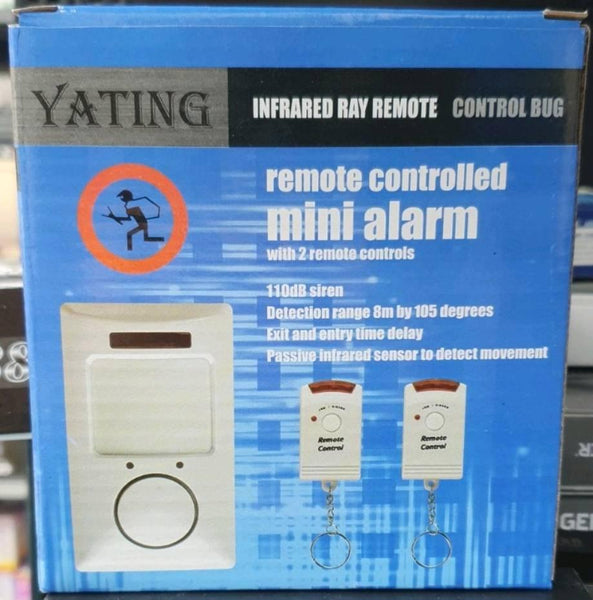 YATING
INFRARED RAY REMOTE CONTROL BUG
remote controlled
mini alarm
with 2 remote controls
110dB siren
Detection range 8m by 105 degrees
Exit and entry time delay
Passive infrared sensor to detect movement
Remote
Control
Remote
Control